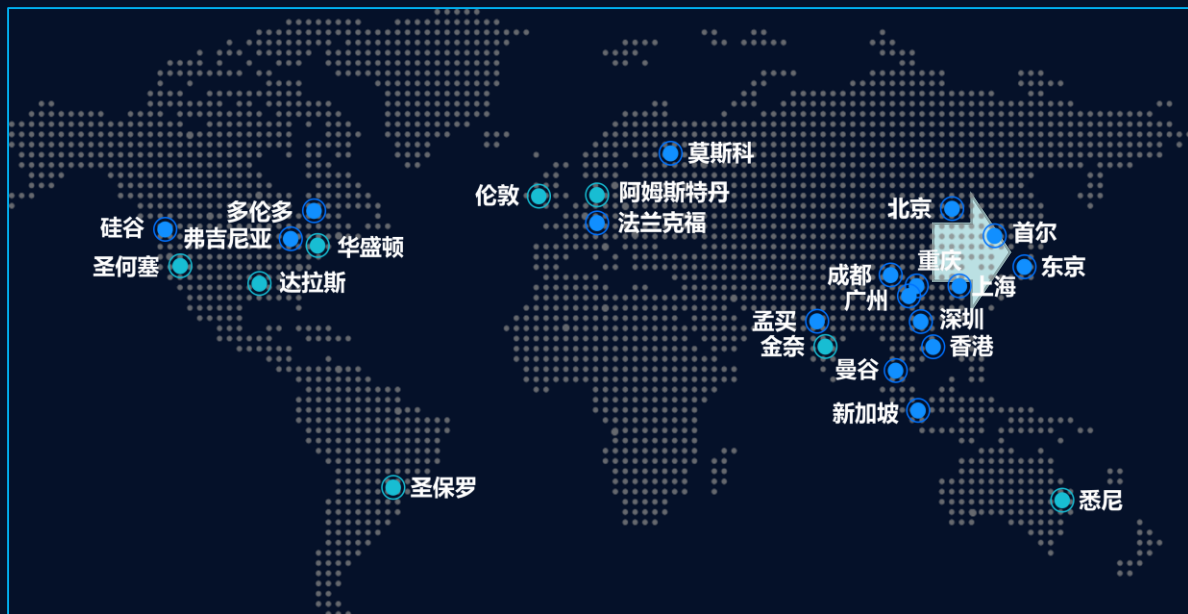 莫斯科
伦敦
阿姆斯特丹
法兰克福
北京
多伦多
硅谷
弗吉尼亚
华盛顿
首尔
圣何塞
达拉斯
重庆
东京
成都
上海
广州
孟买
深圳
金奈
香港
曼谷
新加坡
圣保罗
悉尼